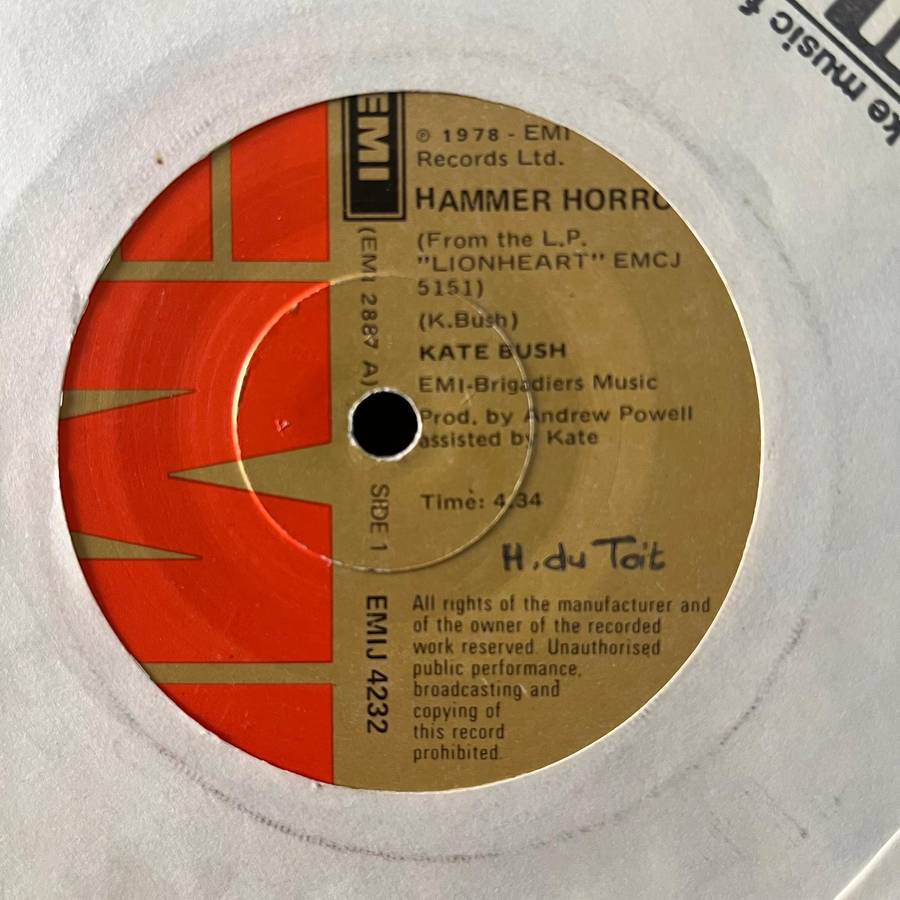 ke music f
EMI
℗ 1978 - EMI
Records Ltd.
HAMMER HORRO
(From the L.P.
"LIONHEART" EMCJ
5151)
(K.Bush)
KATE BUSH
EMI-Brigadiers Music
Prod. by Andrew Powell
assisted by Kate
Time: 4.34
(EMI 2887 A)
SIDE 1
EMIJ 4232
H. du Toit
All rights of the manufacturer and
of the owner of the recorded
work reserved. Unauthorised
public performance,
broadcasting and
copying of
this record
prohibited.